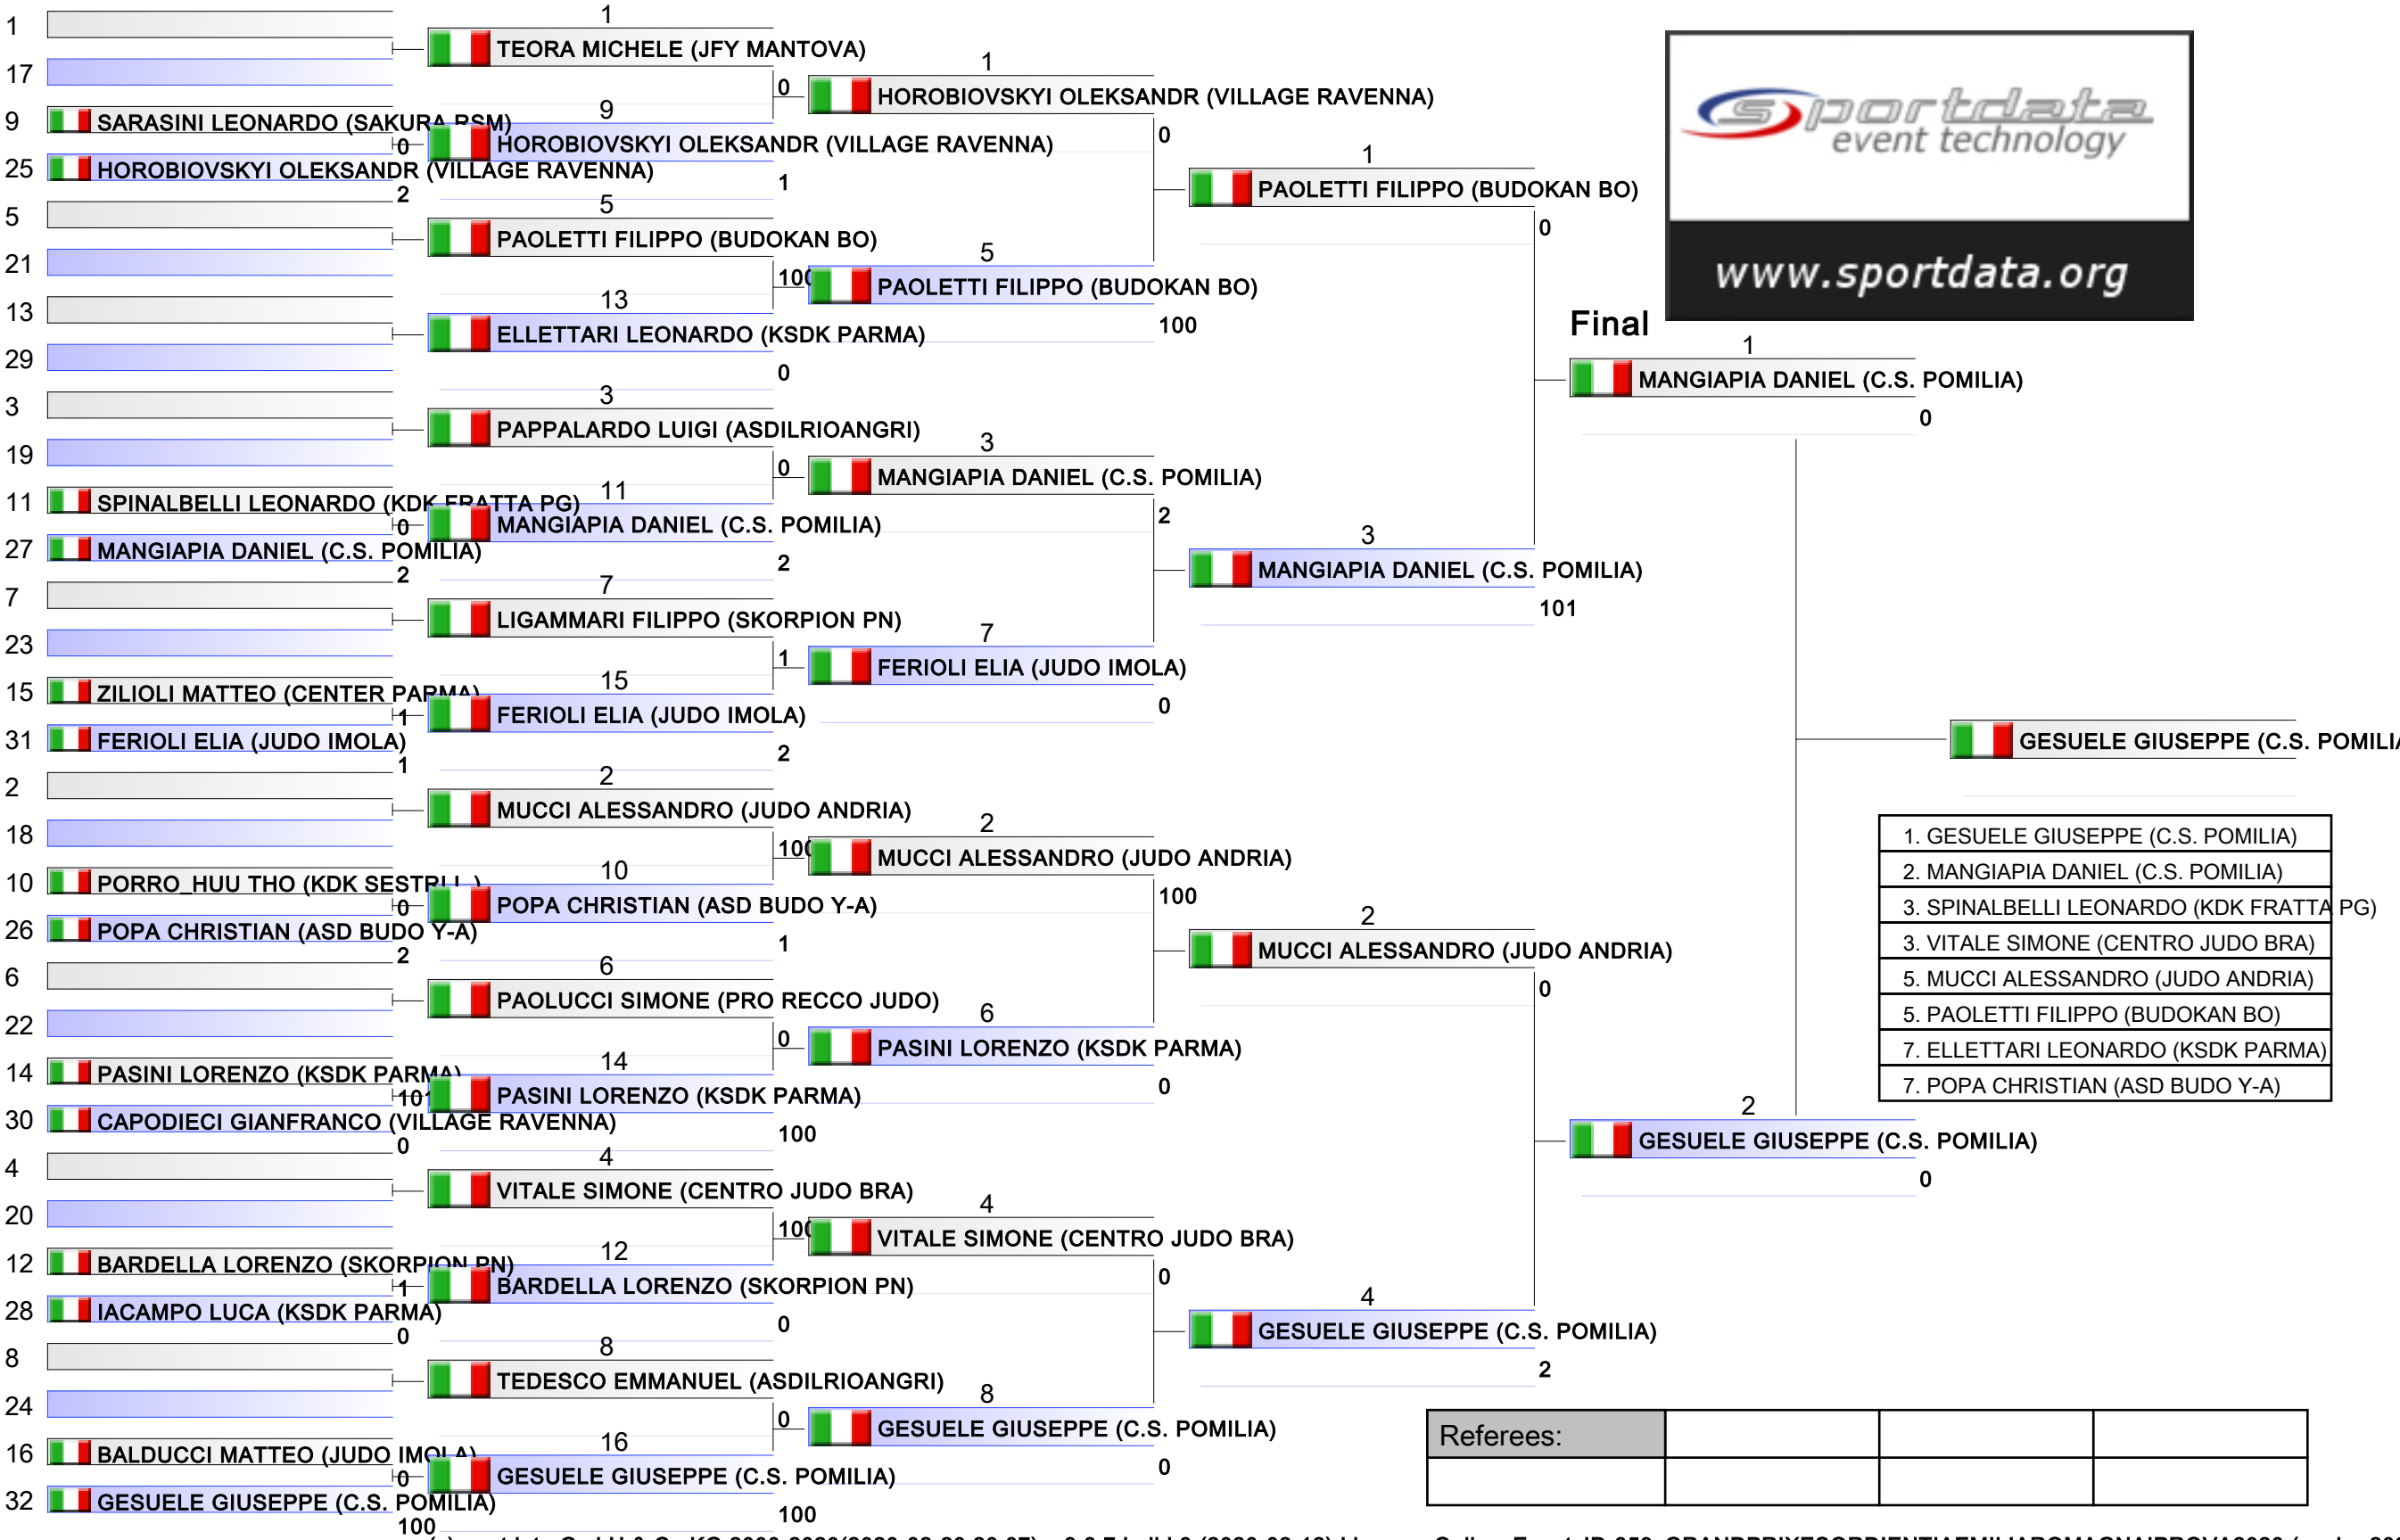 1
17
9 SARASINI LEONARDO (SAKURA RSM)
0
25 HOROBIOVSKYI OLEKSANDR (VILLAGE RAVENNA)
2
5
21
13
29
3
19
11 SPINALBELLI LEONARDO (KDK FRATTA PG)
0
27 MANGIAPIA DANIEL (C.S. POMILIA)
2
7
23
15 ZILIOLI MATTEO (CENTER PARMA)
1
31 FERIOLI ELIA (JUDO IMOLA)
1
2
18
10 PORRO_HUU THO (KDK SESTRI L.)
0
26 POPA CHRISTIAN (ASD BUDO Y-A)
2
6
22
14 PASINI LORENZO (KSDK PARMA)
101
30 CAPODIECI GIANFRANCO (VILLAGE RAVENNA)
0
4
20
12 BARDELLA LORENZO (SKORPION PN)
1
28 IACAMPO LUCA (KSDK PARMA)
0
8
24
16 BALDUCCI MATTEO (JUDO IMOLA)
0
32 GESUELE GIUSEPPE (C.S. POMILIA)
100
1
TEORA MICHELE (JFY MANTOVA)
0
9
HOROBIOVSKYI OLEKSANDR (VILLAGE RAVENNA)
1
5
PAOLETTI FILIPPO (BUDOKAN BO)
100
13
ELLETTARI LEONARDO (KSDK PARMA)
0
3
PAPPALARDO LUIGI (ASDILRIOANGRI)
0
11
MANGIAPIA DANIEL (C.S. POMILIA)
2
7
LIGAMMARI FILIPPO (SKORPION PN)
1
15
FERIOLI ELIA (JUDO IMOLA)
2
2
MUCCI ALESSANDRO (JUDO ANDRIA)
100
10
POPA CHRISTIAN (ASD BUDO Y-A)
1
6
PAOLUCCI SIMONE (PRO RECCO JUDO)
0
14
PASINI LORENZO (KSDK PARMA)
100
4
VITALE SIMONE (CENTRO JUDO BRA)
100
12
BARDELLA LORENZO (SKORPION PN)
0
8
TEDESCO EMMANUEL (ASDILRIOANGRI)
0
16
GESUELE GIUSEPPE (C.S. POMILIA)
100
1
HOROBIOVSKYI OLEKSANDR (VILLAGE RAVENNA)
0
5
PAOLETTI FILIPPO (BUDOKAN BO)
100
3
MANGIAPIA DANIEL (C.S. POMILIA)
2
7
FERIOLI ELIA (JUDO IMOLA)
0
2
MUCCI ALESSANDRO (JUDO ANDRIA)
100
6
PASINI LORENZO (KSDK PARMA)
0
4
VITALE SIMONE (CENTRO JUDO BRA)
0
8
GESUELE GIUSEPPE (C.S. POMILIA)
0
1
PAOLETTI FILIPPO (BUDOKAN BO)
0
3
MANGIAPIA DANIEL (C.S. POMILIA)
101
2
MUCCI ALESSANDRO (JUDO ANDRIA)
0
4
GESUELE GIUSEPPE (C.S. POMILIA)
2
sportdata
event technology
www.sportdata.org
Final
1
MANGIAPIA DANIEL (C.S. POMILIA)
0
2
GESUELE GIUSEPPE (C.S. POMILIA)
0
GESUELE GIUSEPPE (C.S. POMILIA
1. GESUELE GIUSEPPE (C.S. POMILIA)
2. MANGIAPIA DANIEL (C.S. POMILIA)
3. SPINALBELLI LEONARDO (KDK FRATTA PG)
3. VITALE SIMONE (CENTRO JUDO BRA)
5. MUCCI ALESSANDRO (JUDO ANDRIA)
5. PAOLETTI FILIPPO (BUDOKAN BO)
7. ELLETTARI LEONARDO (KSDK PARMA)
7. POPA CHRISTIAN (ASD BUDO Y-A)
Referees: